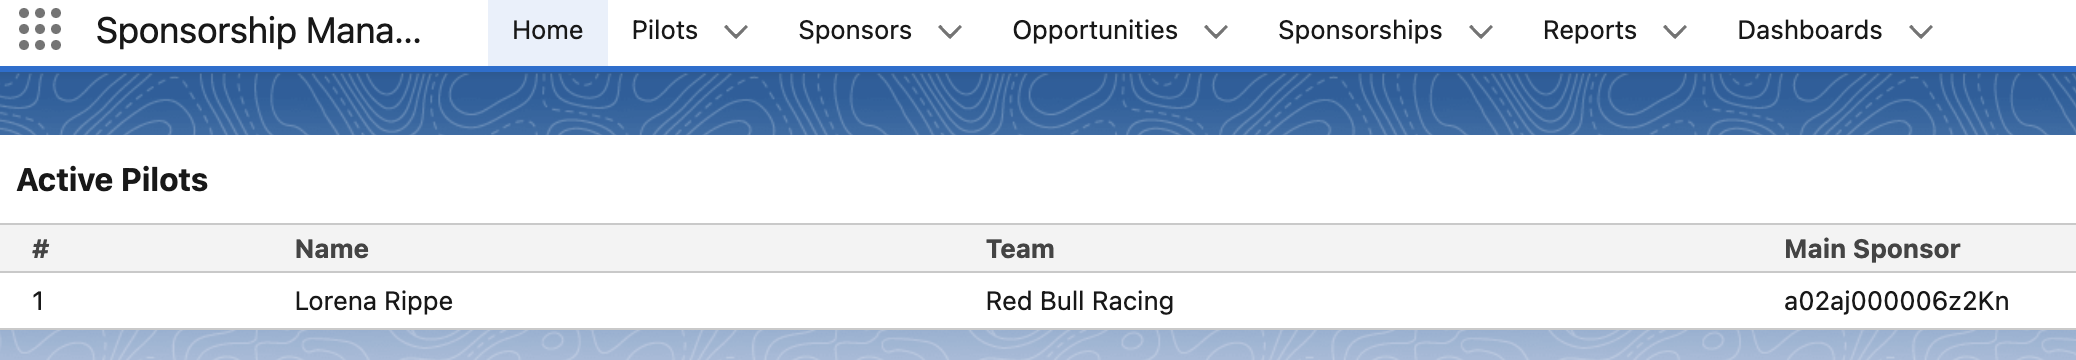 Sponsorship Mana... Home Pilots Sponsors Opportunities Sponsorships Reports Dashboards
Active Pilots
# Name Team Main Sponsor
1 Lorena Rippe Red Bull Racing a02aj000006z2Kn